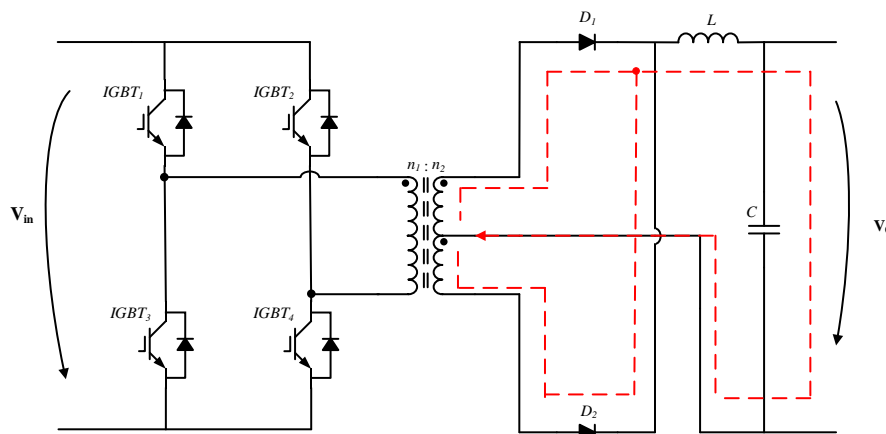 D1
L
IGBT1
IGBT2
n1 : n2
Vin
C
IGBT3
IGBT4
D2